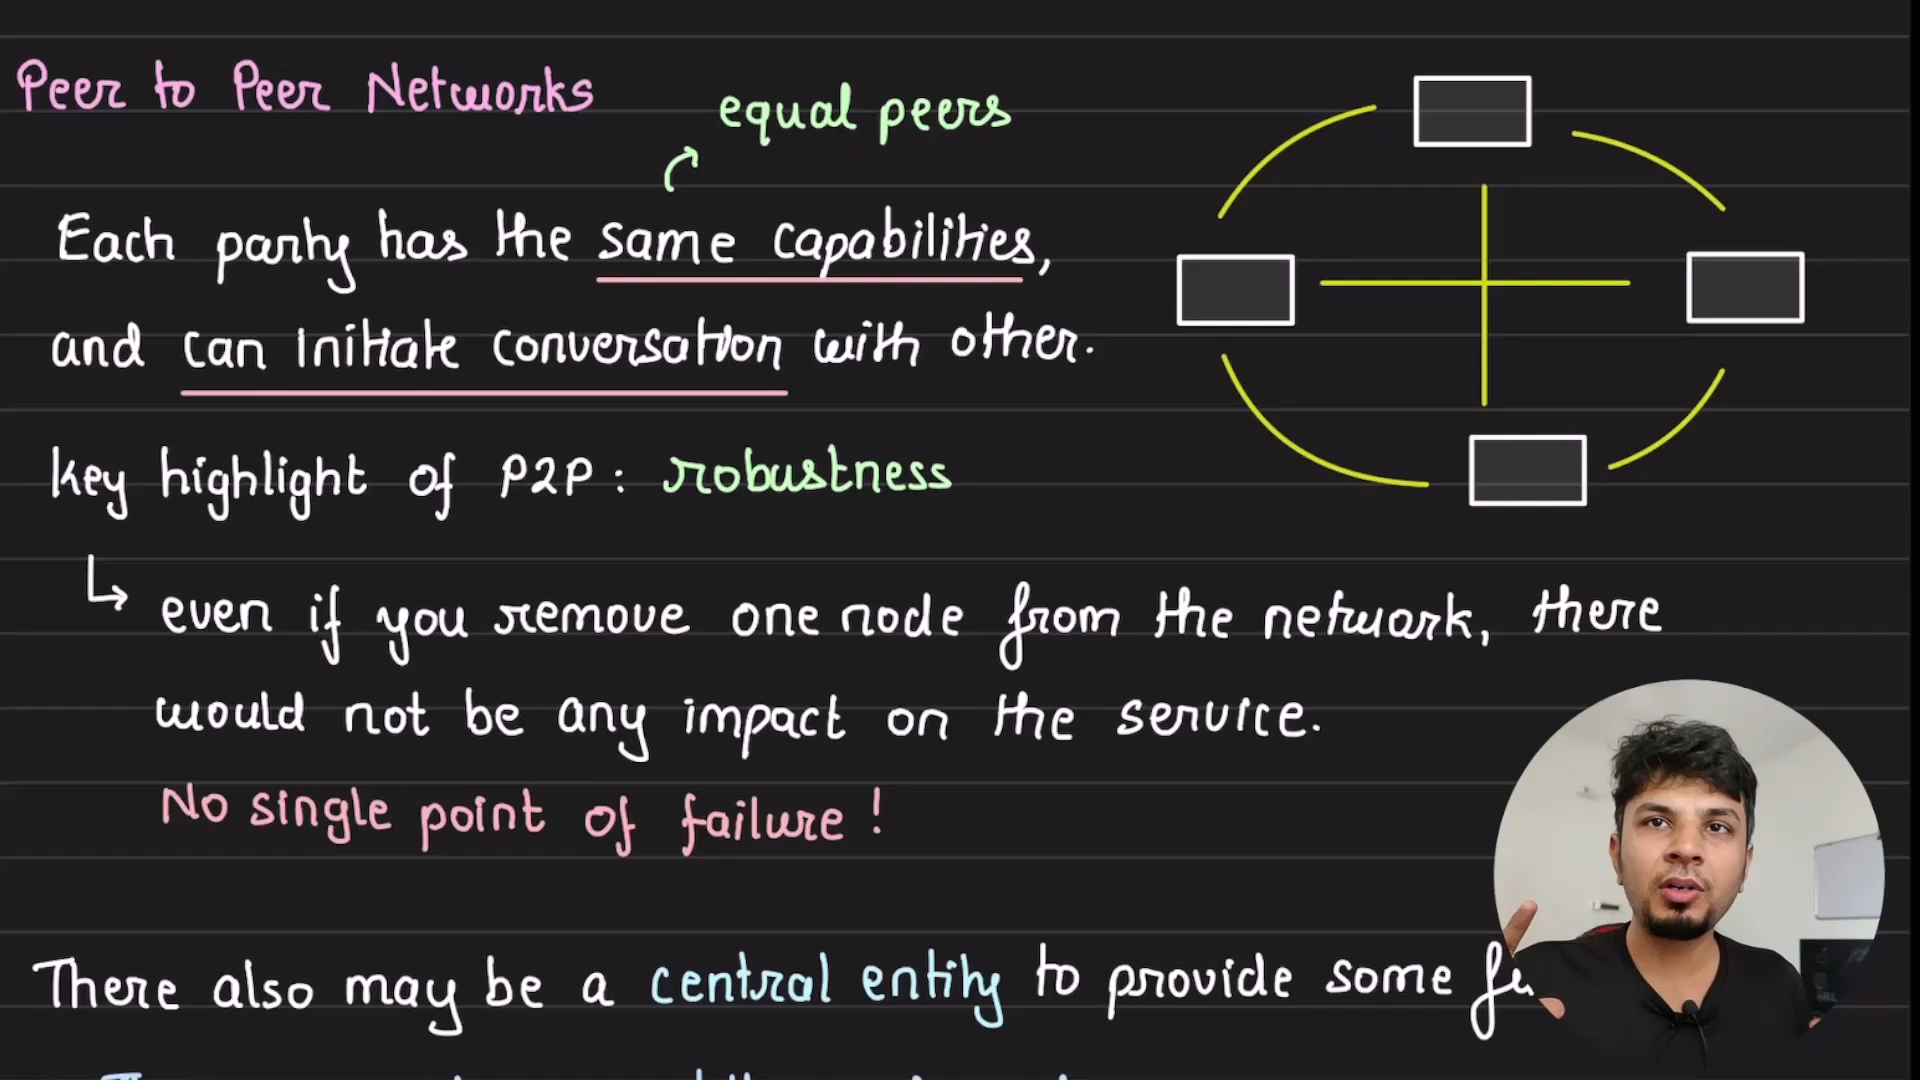 Peer to Peer Networks
equal peers
Each party has the same capabilities,
and can initiate conversation with other.
key highlight of P2P : robustness
even if you remove one node from the network, there
would not be any impact on the service.
No single point of failure !
There also may be a central entity to provide some